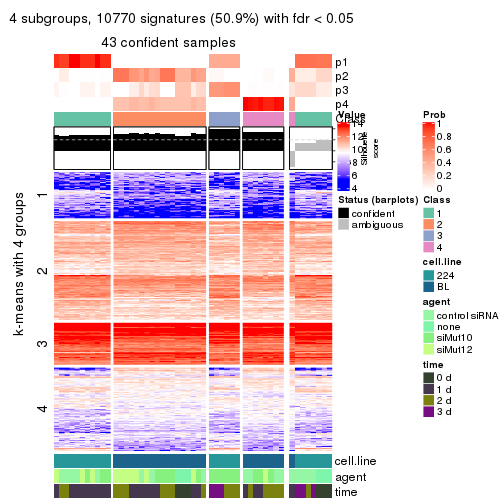 4 subgroups, 10770 signatures (50.9%) with fdr < 0.05
43 confident samples
p1
p2
p3
p4
Class
Silhouette
score
k-means with 4 groups
1
2
3
4
cell.line
agent
time
Value
14
12
10
8
6
4
Status (barplots)
confident
ambiguous
Prob
1
0.8
0.6
0.4
0.2
0
Class
1
2
3
4
cell.line
224
BL
agent
control siRNA
none
siMut10
siMut12
time
0 d
1 d
2 d
3 d